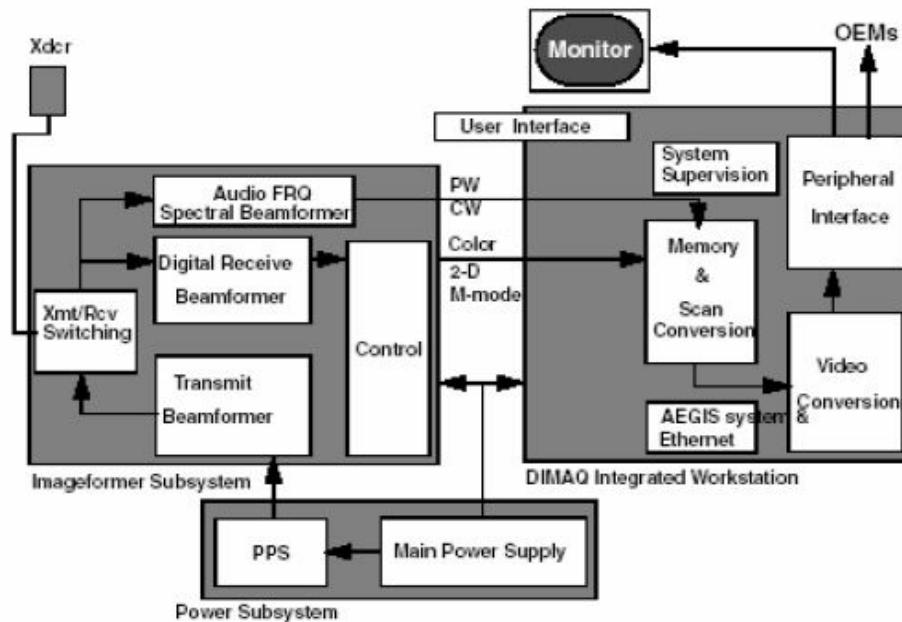 Xdcr
Monitor
OEMs
User Interface
System
Supervision
Peripheral
Interface
Audio FRQ
Spectral Beamformer
PW
CW
Color
2-D
M-mode
Digital Receive
Beamformer
Memory
&
Scan
Conversion
Xmt/Rcv
Switching
Control
Transmit
Beamformer
Video
Conversion
AEGIS system &
Ethernet
Imageformer Subsystem
DIMAQ Integrated Workstation
PPS
Main Power Supply
Power Subsystem